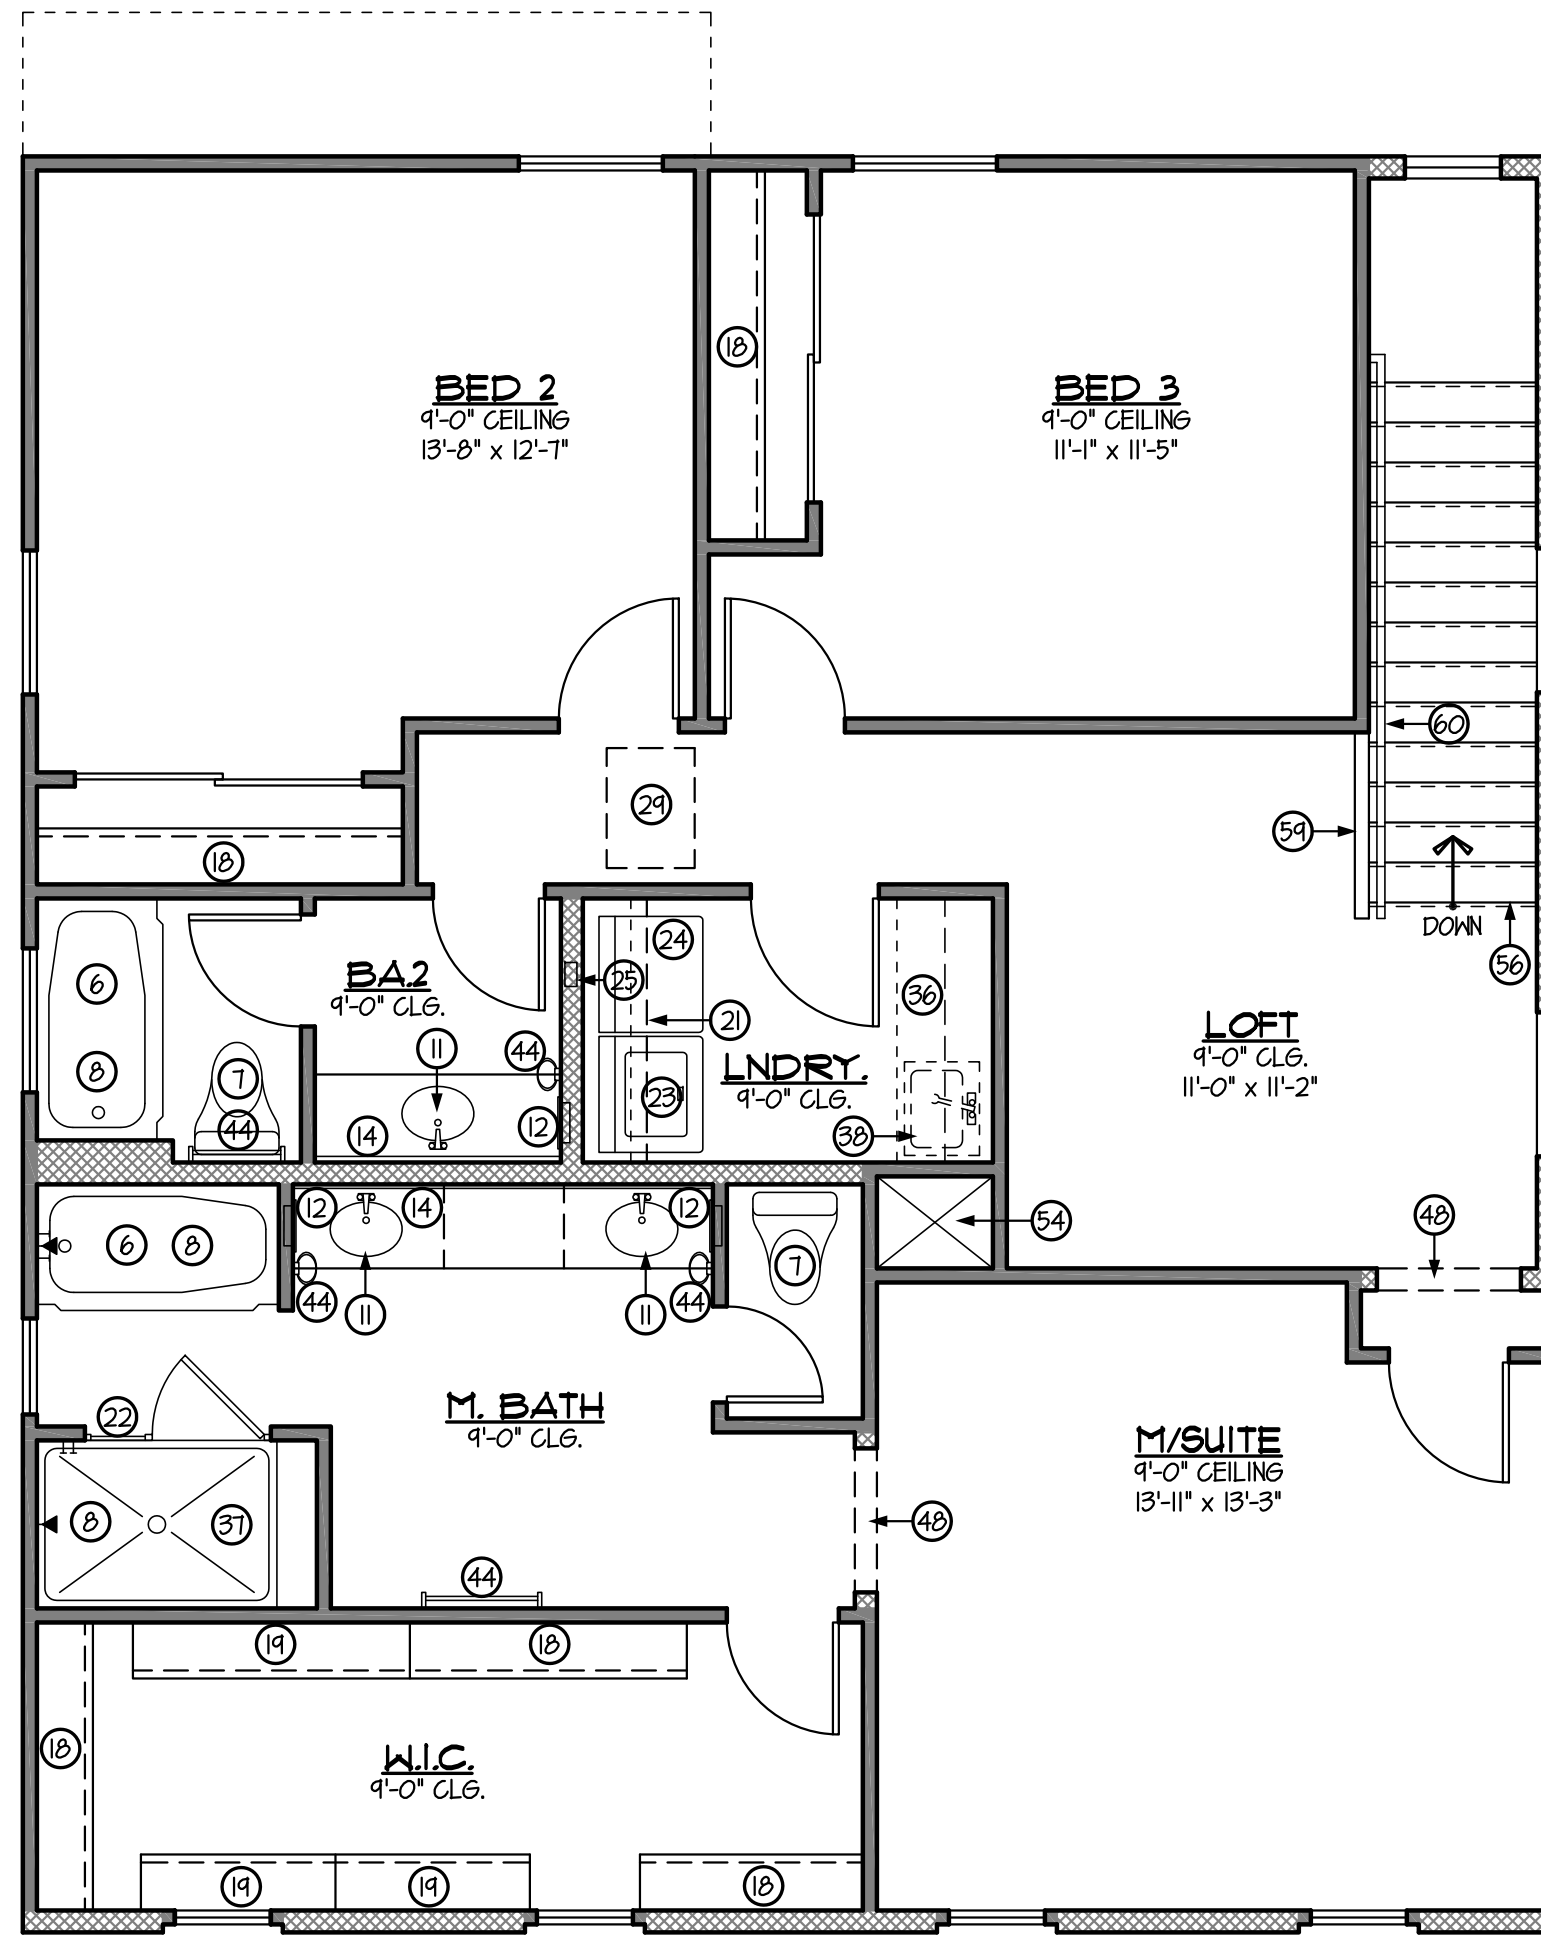 18
BED 2
9'-0" CEILING
13'-8" x 12'-7"
BED 3
9'-0" CEILING
11'-1" x 11'-5"
60
29
59
18
DOWN
24
6
BA.2
9'-0" CLG.
25
36
56
21
LOFT
9'-0" CLG.
11'-0" x 11'-2"
11
44
8
7
LNDRY.
9'-0" CLG.
23
44
14
12
38
12
14
12
54
48
6
8
7
44
11
11
44
22
M. BATH
9'-0" CLG.
M/SUITE
9'-0" CEILING
13'-11" x 13'-3"
8
37
48
44
19
18
18
W.I.C.
9'-0" CLG.
19
19
18